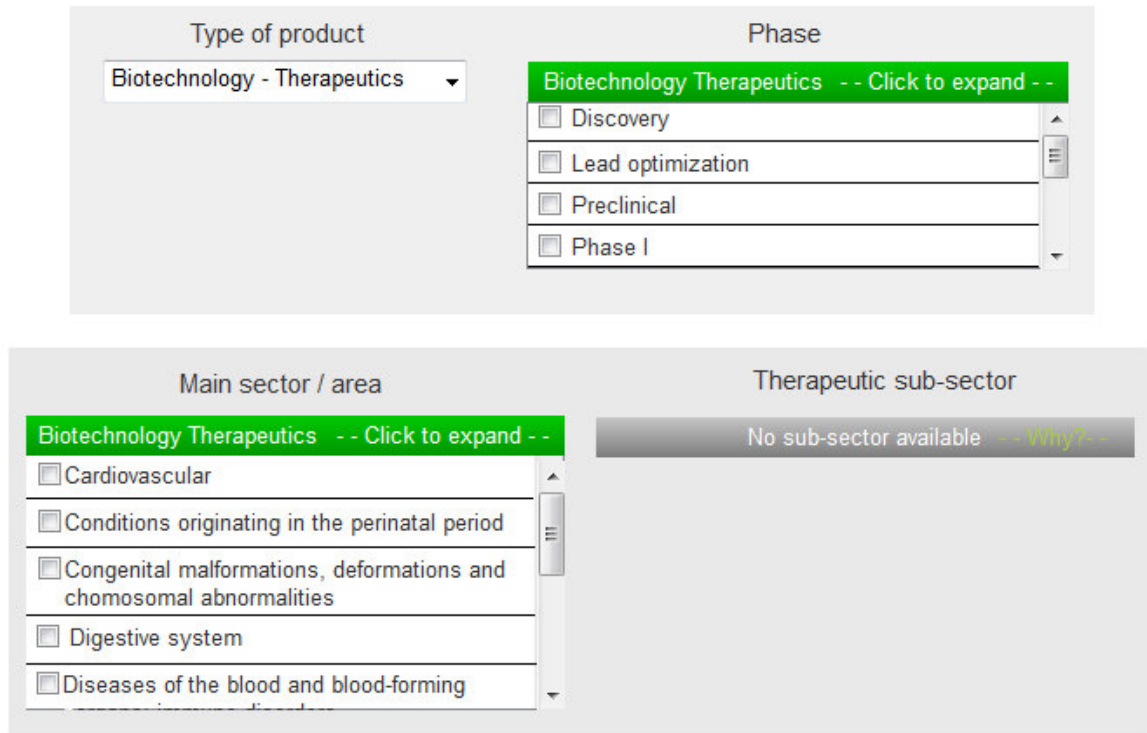 Type of product
Phase
Biotechnology - Therapeutics
Biotechnology Therapeutics - - Click to expand - -
Discovery
Lead optimization
Preclinical
Phase I
Main sector / area
Therapeutic sub-sector
Biotechnology Therapeutics - - Click to expand - -
No sub-sector available - - Why?- -
Cardiovascular
Conditions originating in the perinatal period
Congenital malformations, deformations and
chomosomal abnormalities
Digestive system
Diseases of the blood and blood-forming